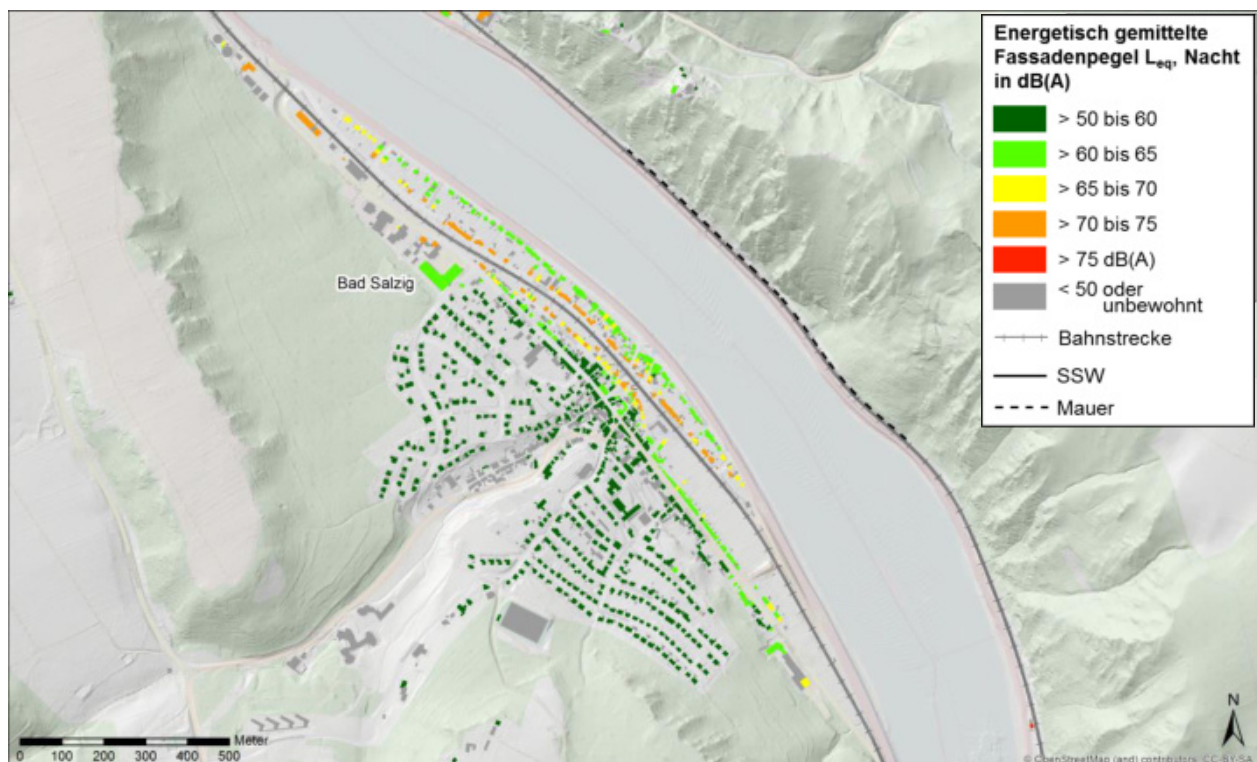 Energetisch gemittelte
Fassadenpegel Leq, Nacht
in dB(A)
> 50 bis 60
> 60 bis 65
> 65 bis 70
> 70 bis 75
> 75 dB(A)
< 50 oder
unbewohnt
Bahnstrecke
SSW
Mauer
Bad Salzig
N
Meter
0 100 200 300 400 500
© OpenStreetMap (and) contributors, CC-BY-SA